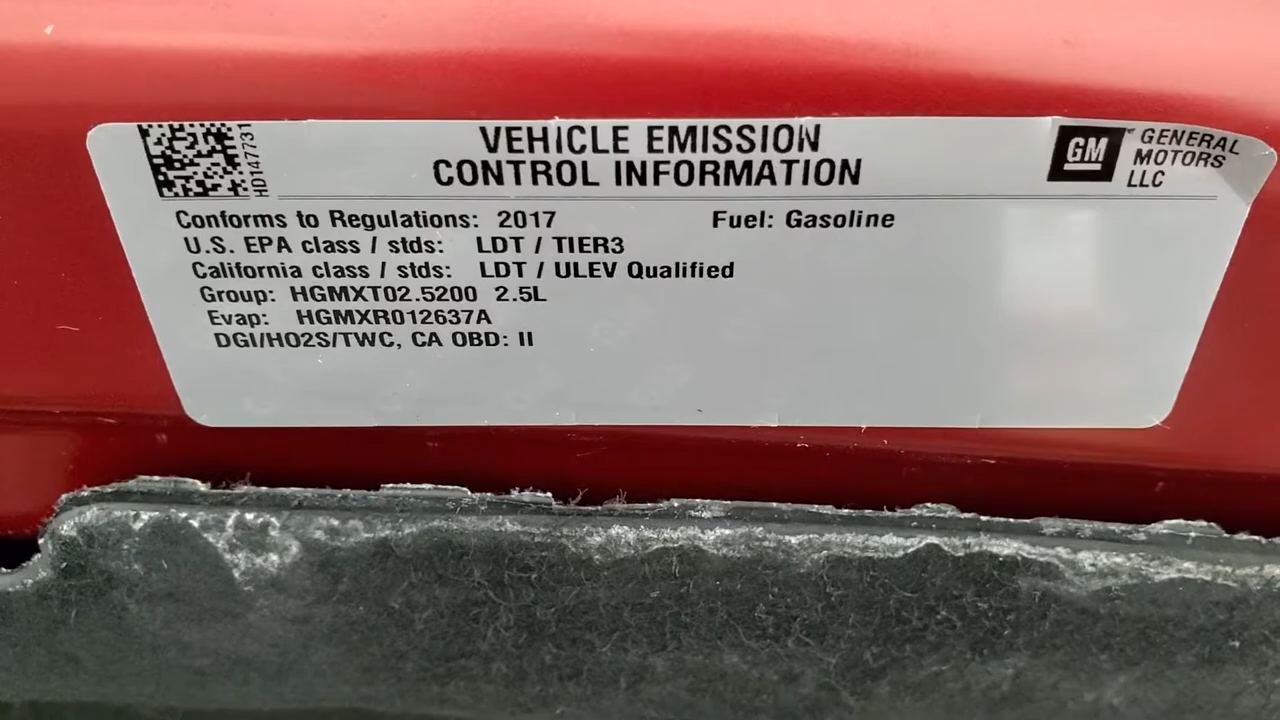 VEHICLE EMISSION
CONTROL INFORMATION
HD147731
GM
GENERAL
MOTORS
LLC
Conforms to Regulations: 2017 Fuel: Gasoline
U.S. EPA class / stds: LDT / TIER3
California class / stds: LDT / ULEV Qualified
Group: HGMXT02.5200 2.5L
Evap: HGMXR012637A
DGI/HO2S/TWC, CA OBD: II